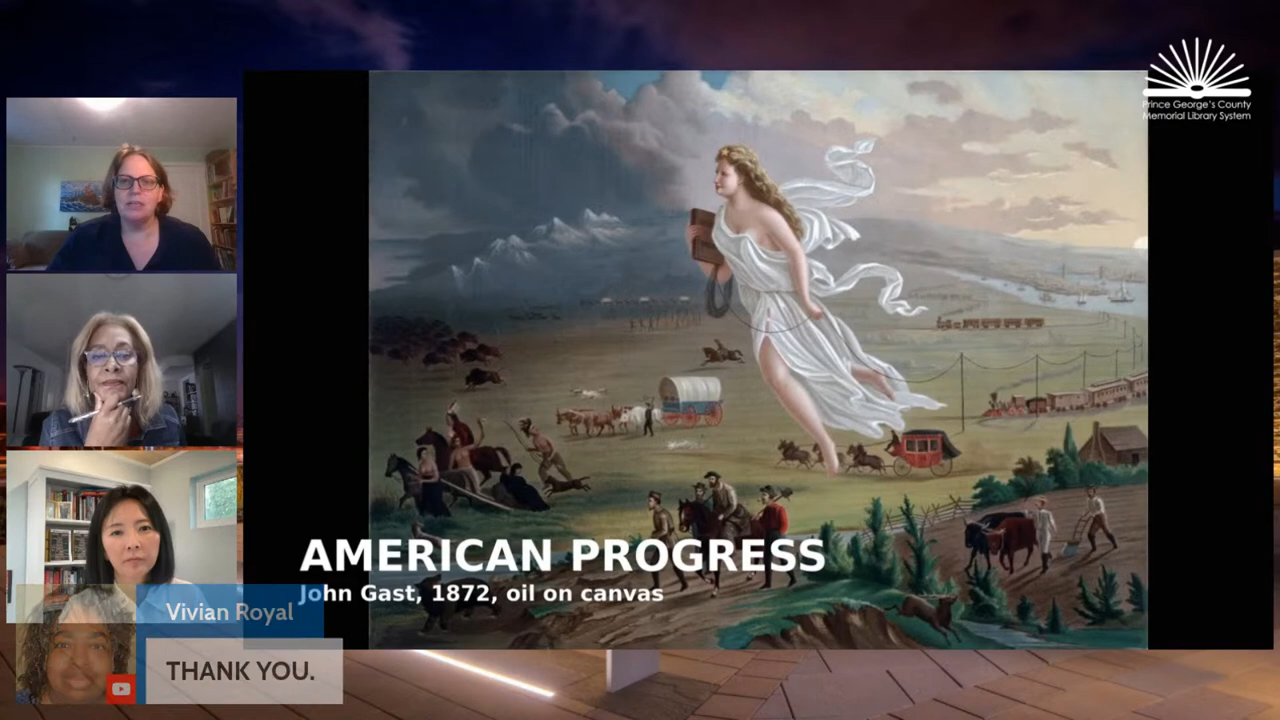 Prince George's County
Memorial Library System
AMERICAN PROGRESS
John Gast, 1872, oil on canvas
Vivian Royal
THANK YOU.